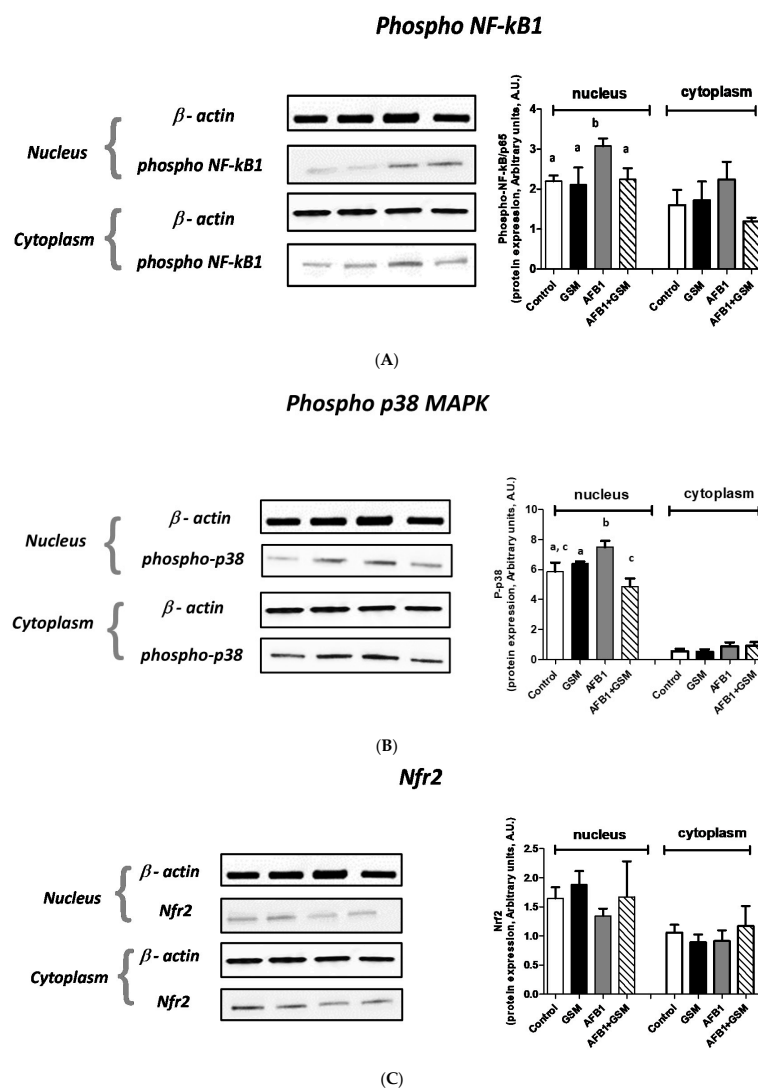 Phospho NF-kB1
β- actin
Nucleus
phospho NF-kB1
β- actin
Cytoplasm
phospho NF-kB1
nucleus
cytoplasm
Phospho-NF-kB/p65
(protein expression, Arbitrary units, A.U.)
4
3
2
1
0
a
a
b
a
Control
GSM
AFB1
AFB1+GSM
Control
GSM
AFB1
AFB1+GSM
(A)
Phospho p38 MAPK
β- actin
Nucleus
phospho-p38
β- actin
Cytoplasm
phospho-p38
nucleus
cytoplasm
P-p38
(protein expression, Arbitrary units, A.U.)
10
8
6
4
2
0
a, c
a
b
c
Control
GSM
AFB1
AFB1+GSM
Control
GSM
AFB1
AFB1+GSM
(B)
Nfr2
β- actin
Nucleus
Nfr2
β- actin
Cytoplasm
Nfr2
nucleus
cytoplasm
Nrf2
(protein expression, Arbitrary units, A.U.)
2.5
2.0
1.5
1.0
0.5
0.0
Control
GSM
AFB1
AFB1+GSM
Control
GSM
AFB1
AFB1+GSM
(C)